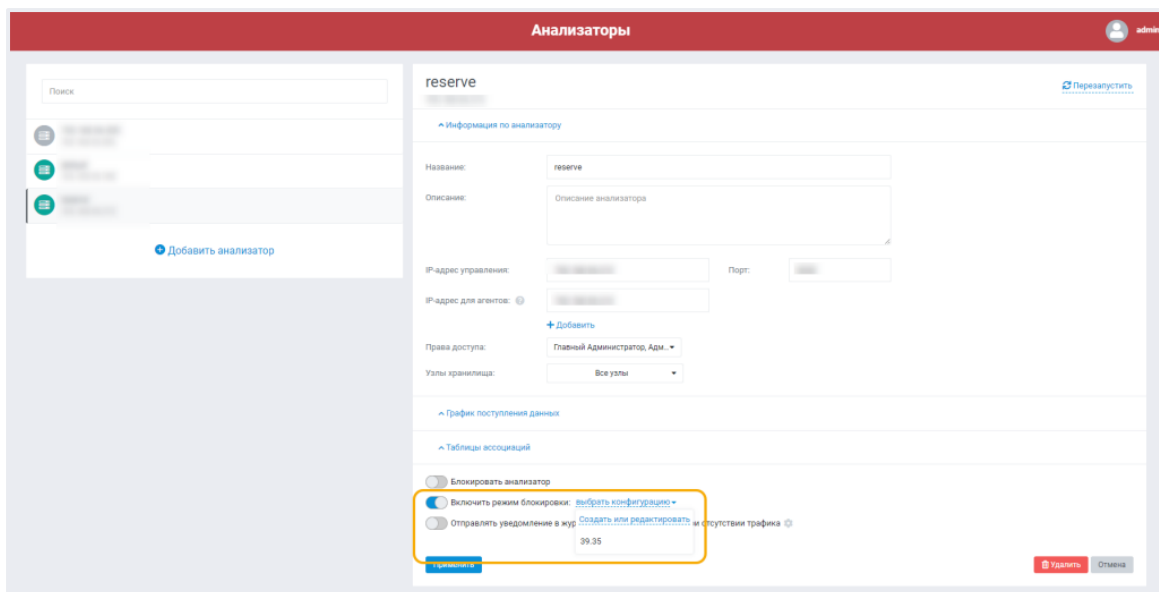 Анализаторы
admin
Поиск
Добавить анализатор
reserve
Перезапустить
Информация по анализатору
Название:
reserve
Описание:
Описание анализатора
IP-адрес управления:
Порт:
IP-адрес для агентов:
Добавить
Права доступа:
Главный Администратор, Адм...
Узлы хранилища:
Все узлы
График поступления данных
Таблицы ассоциаций
Блокировать анализатор
Включить режим блокировки: выбрать конфигурацию
Отправлять уведомление в жур
Создать или редактировать
и отсутствии трафика
39.35
Применить
Удалить
Отмена